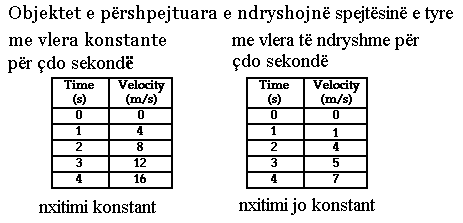 Objektet e përshpejtuara e ndryshojnë spejtësinë e tyre
me vlera konstante
për çdo sekondë
Time (s) Velocity (m/s)
0 0
1 4
2 8
3 12
4 16
nxitimi konstant
me vlera të ndryshme për
çdo sekondë
Time (s) Velocity (m/s)
0 0
1 1
2 4
3 5
4 7
nxitimi jo konstant